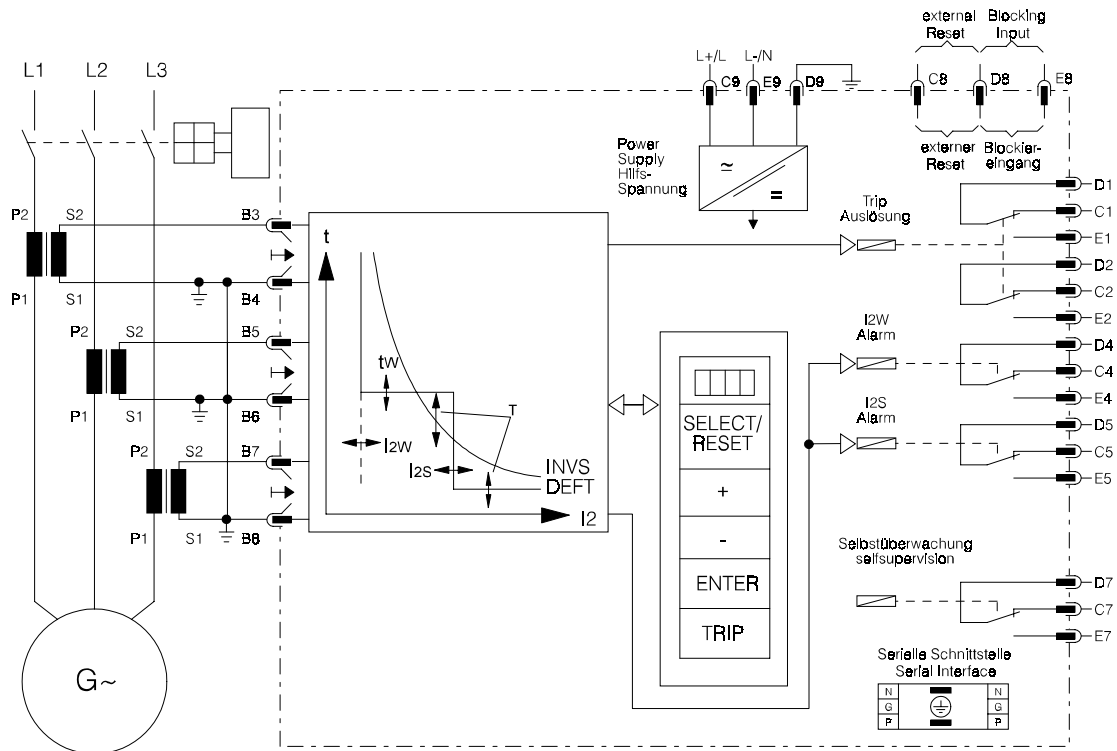 external Reset
Blocking Input
L1
L2
L3
L+/L
L-/N
C9
E9
D9
C8
D8
E8
externer Reset
Blockier-
eingang
Power
Supply
Hilfs-
Spannung
≃
=
P2
S2
B3
P1
S1
B4
P2
S2
B5
P1
S1
B6
P2
S2
B7
P1
S1
B8
t
tW
T
I2W
I2S
INVS
DEFT
I2
SELECT/
RESET
+
-
ENTER
TRIP
Trip
Auslösung
D1
C1
E1
D2
C2
E2
I2W
Alarm
D4
C4
E4
I2S
Alarm
D5
C5
E5
Selbstüberwachung
selfsupervision
D7
C7
E7
Serielle Schnittstelle
Serial Interface
N
G
P
N
G
P
G~